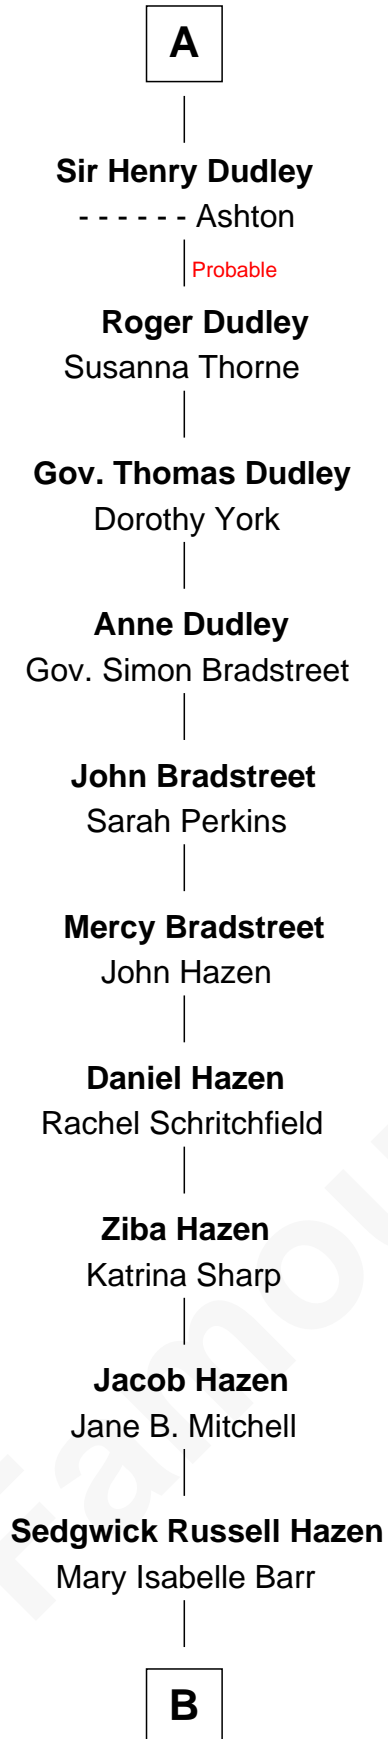 A
Sir Henry Dudley
- - - - - - Ashton
Probable
Roger Dudley
Susanna Thorne
Gov. Thomas Dudley
Dorothy York
Anne Dudley
Gov. Simon Bradstreet
John Bradstreet
Sarah Perkins
Mercy Bradstreet
John Hazen
Daniel Hazen
Rachel Schritchfield
Ziba Hazen
Katrina Sharp
Jacob Hazen
Jane B. Mitchell
Sedgwick Russell Hazen
Mary Isabelle Barr
B